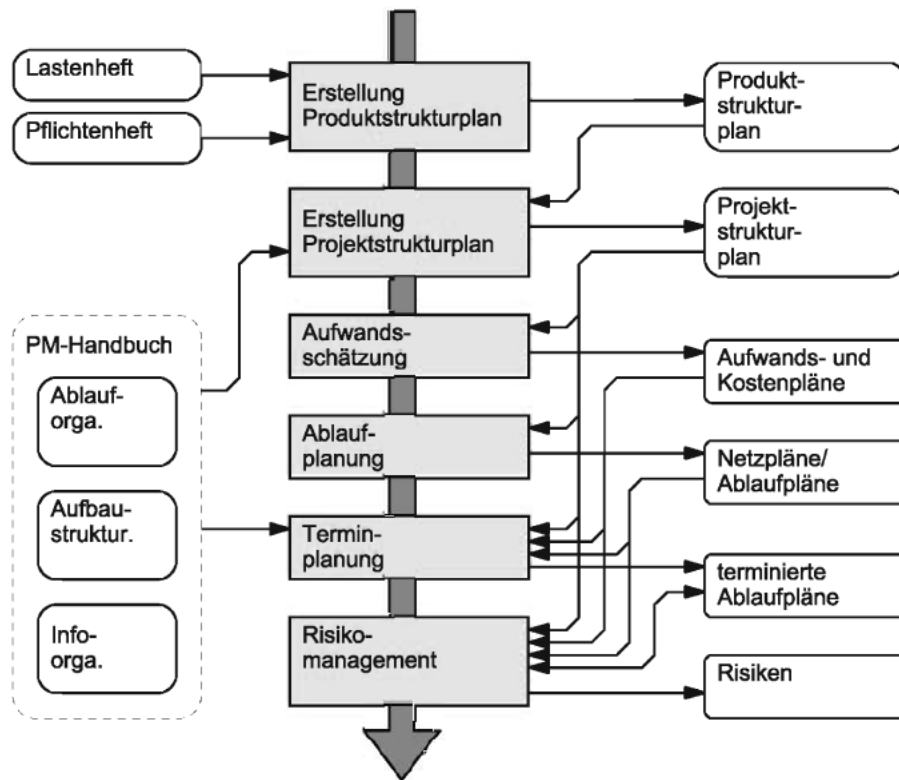 Lastenheft
Pflichtenheft
Erstellung
Produktstrukturplan
Produkt-
struktur-
plan
Erstellung
Projektstrukturplan
Projekt-
struktur-
plan
PM-Handbuch
Ablauf-
orga.
Aufbau-
struktur.
Info-
orga.
Aufwands-
schätzung
Aufwands- und
Kostenpläne
Ablauf-
planung
Netzpläne/
Ablaufpläne
Termin-
planung
terminierte
Ablaufpläne
Risiko-
management
Risiken